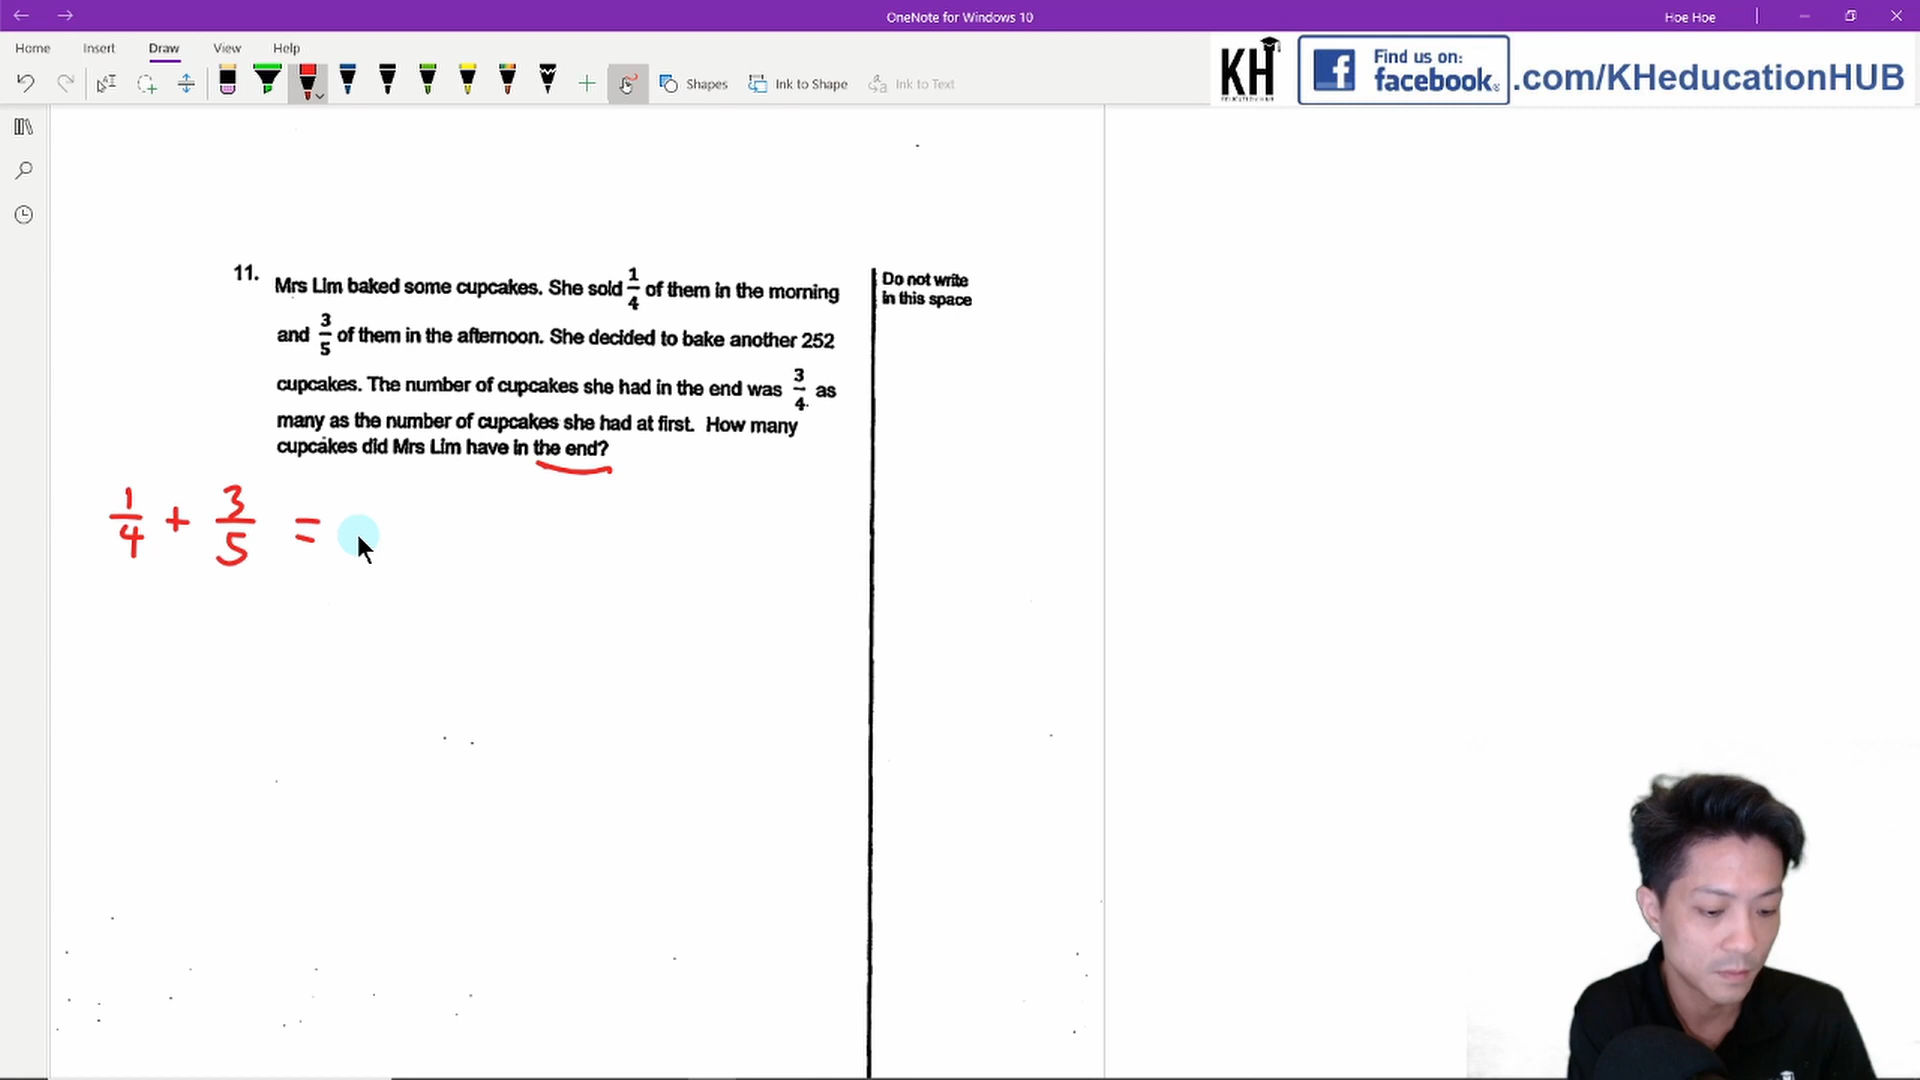 OneNote for Windows 10
Hoe Hoe
Home Insert Draw View Help
Shapes
Ink to Shape
Ink to Text
KH
Find us on:
facebook
.com/KHeducationHUB
11.
Mrs Lim baked some cupcakes. She sold 1/4 of them in the morning
and 3/5 of them in the afternoon. She decided to bake another 252
cupcakes. The number of cupcakes she had in the end was 3/4 as
many as the number of cupcakes she had at first. How many
cupcakes did Mrs Lim have in the end?
Do not write
in this space
1/4 + 3/5 =